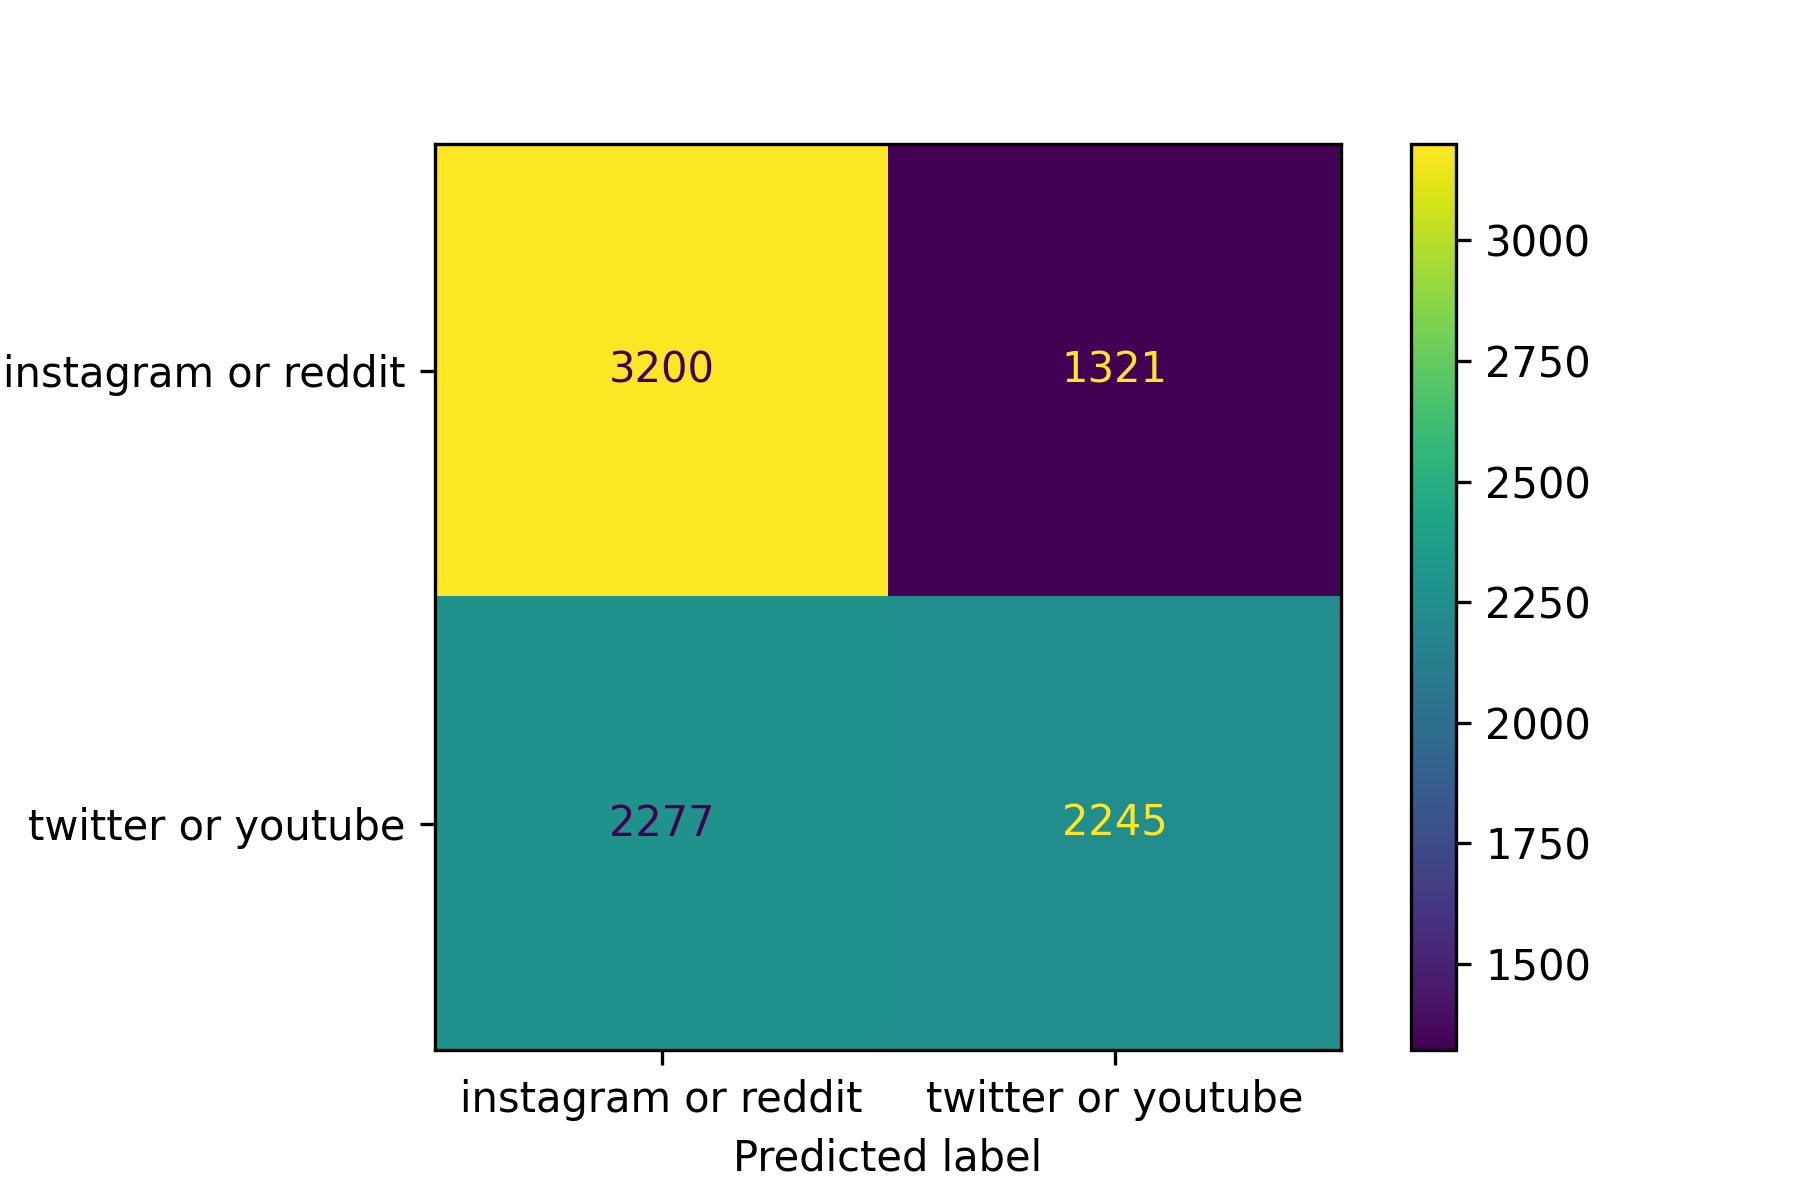 instagram or reddit
3200
1321
twitter or youtube
2277
2245
instagram or reddit
twitter or youtube
Predicted label
3000
2750
2500
2250
2000
1750
1500